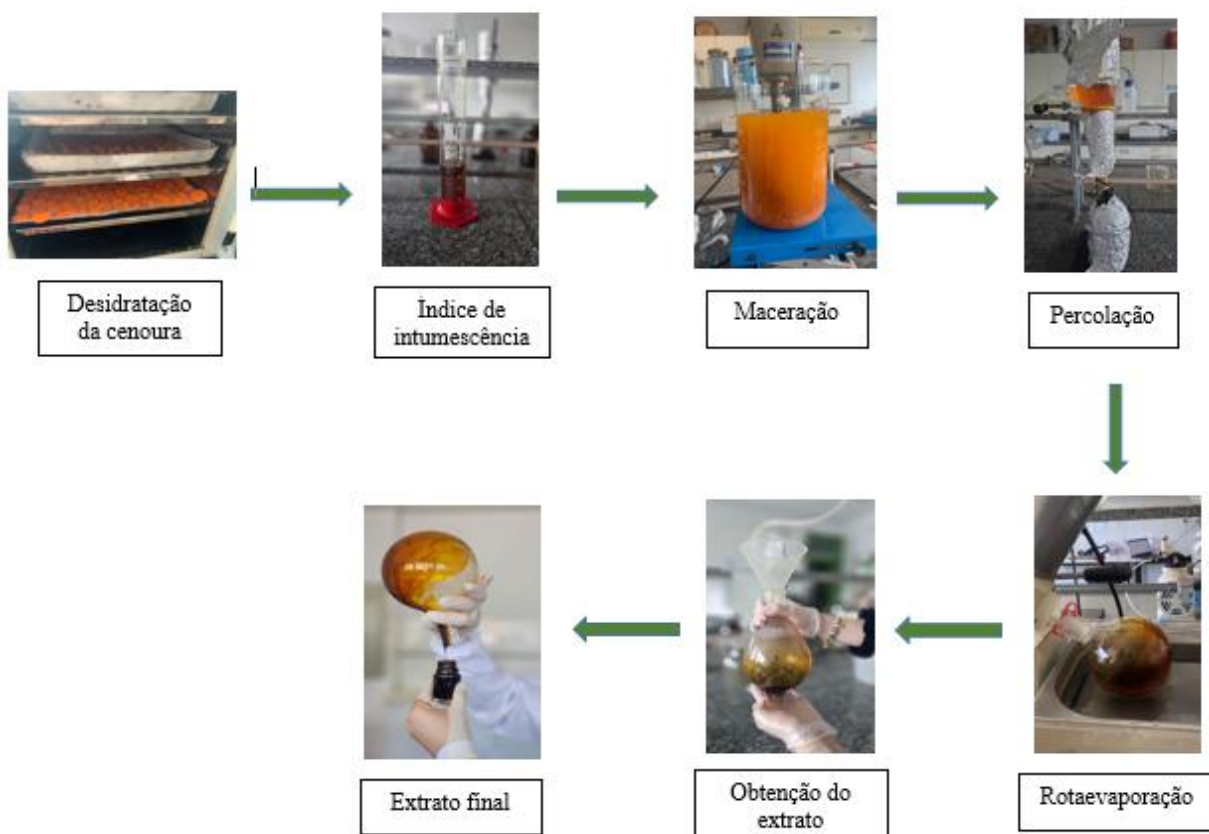 Desidratação
da cenoura
Índice de
intumescência
Maceração
Percolação
Rotaevaporação
Obtenção do
extrato
Extrato final